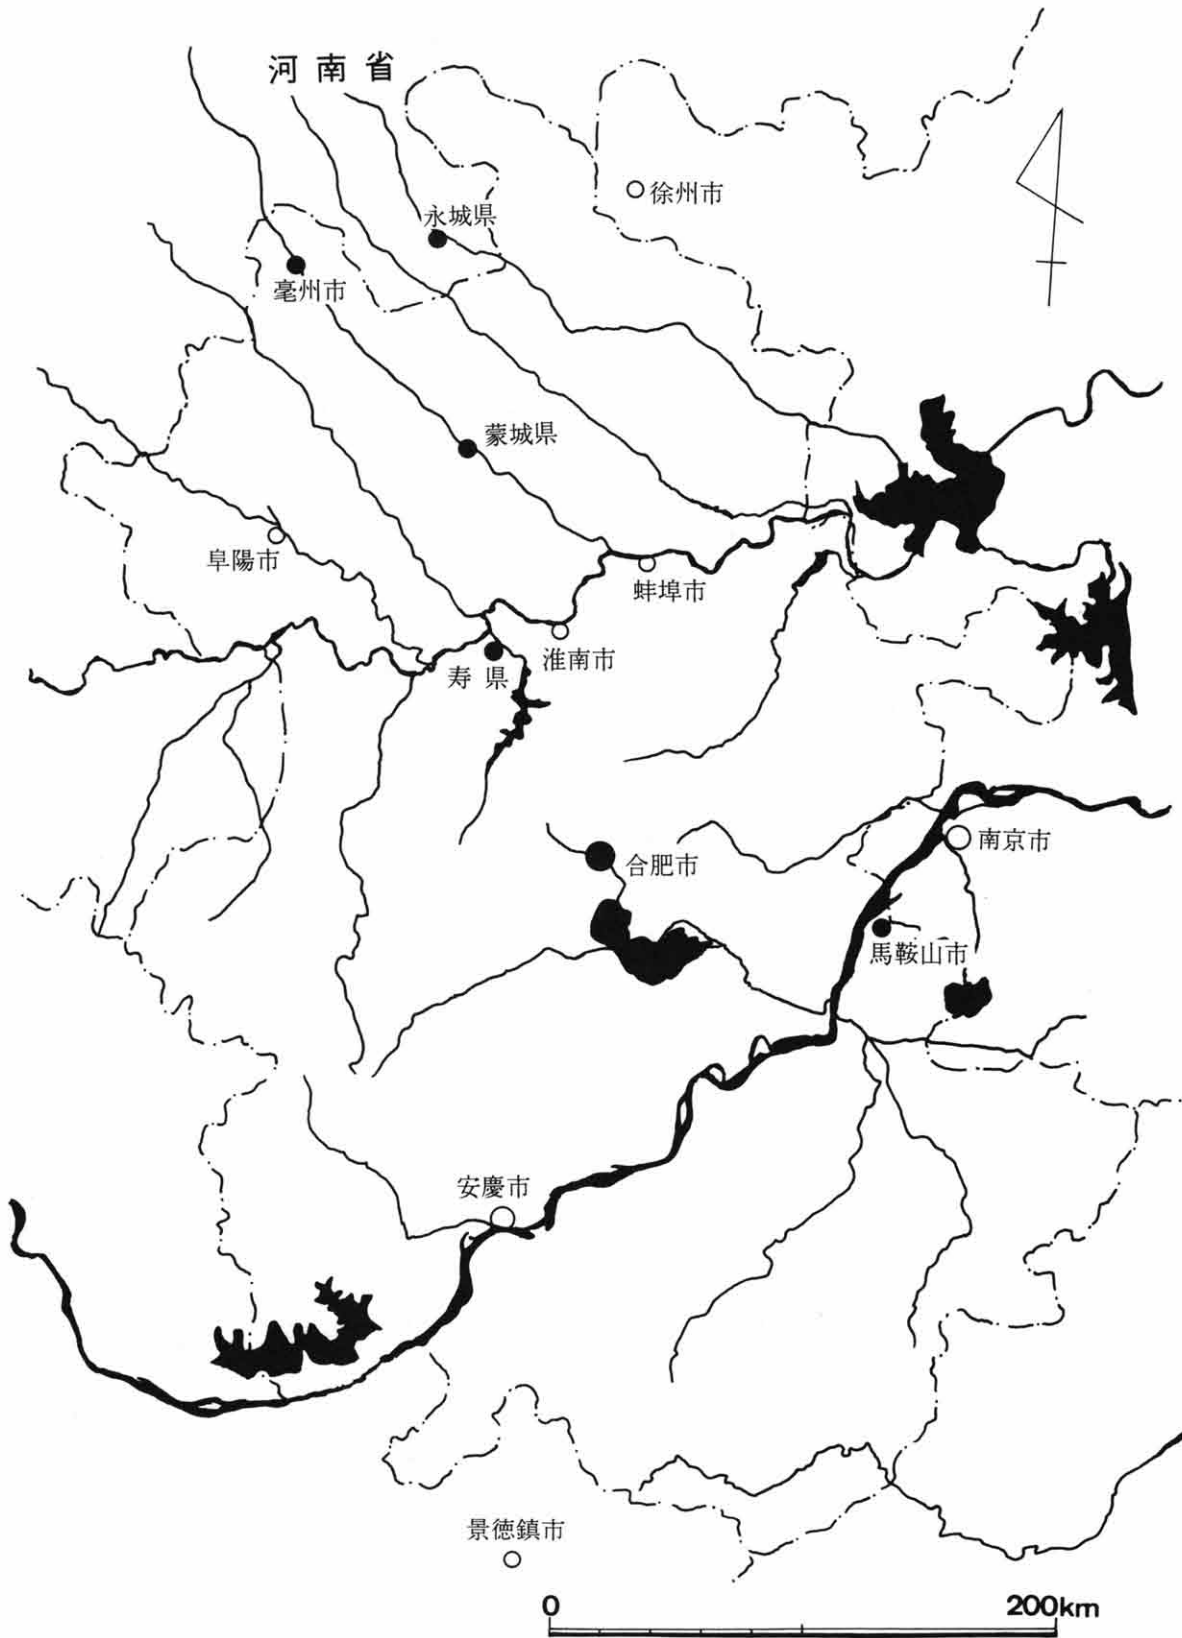 河南省
徐州市
永城県
亳州市
蒙城県
阜陽市
蚌埠市
淮南市
寿県
南京市
合肥市
馬鞍山市
安慶市
景徳鎮市
0 200km